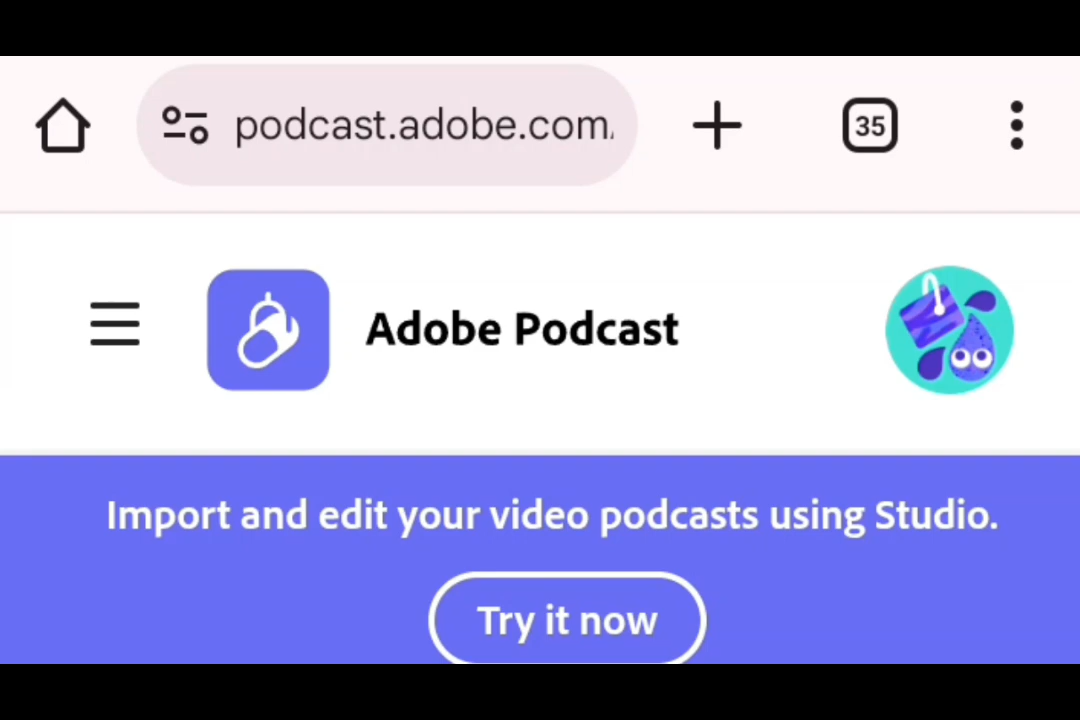 podcast.adobe.com
35
Adobe Podcast
Import and edit your video podcasts using Studio.
Try it now